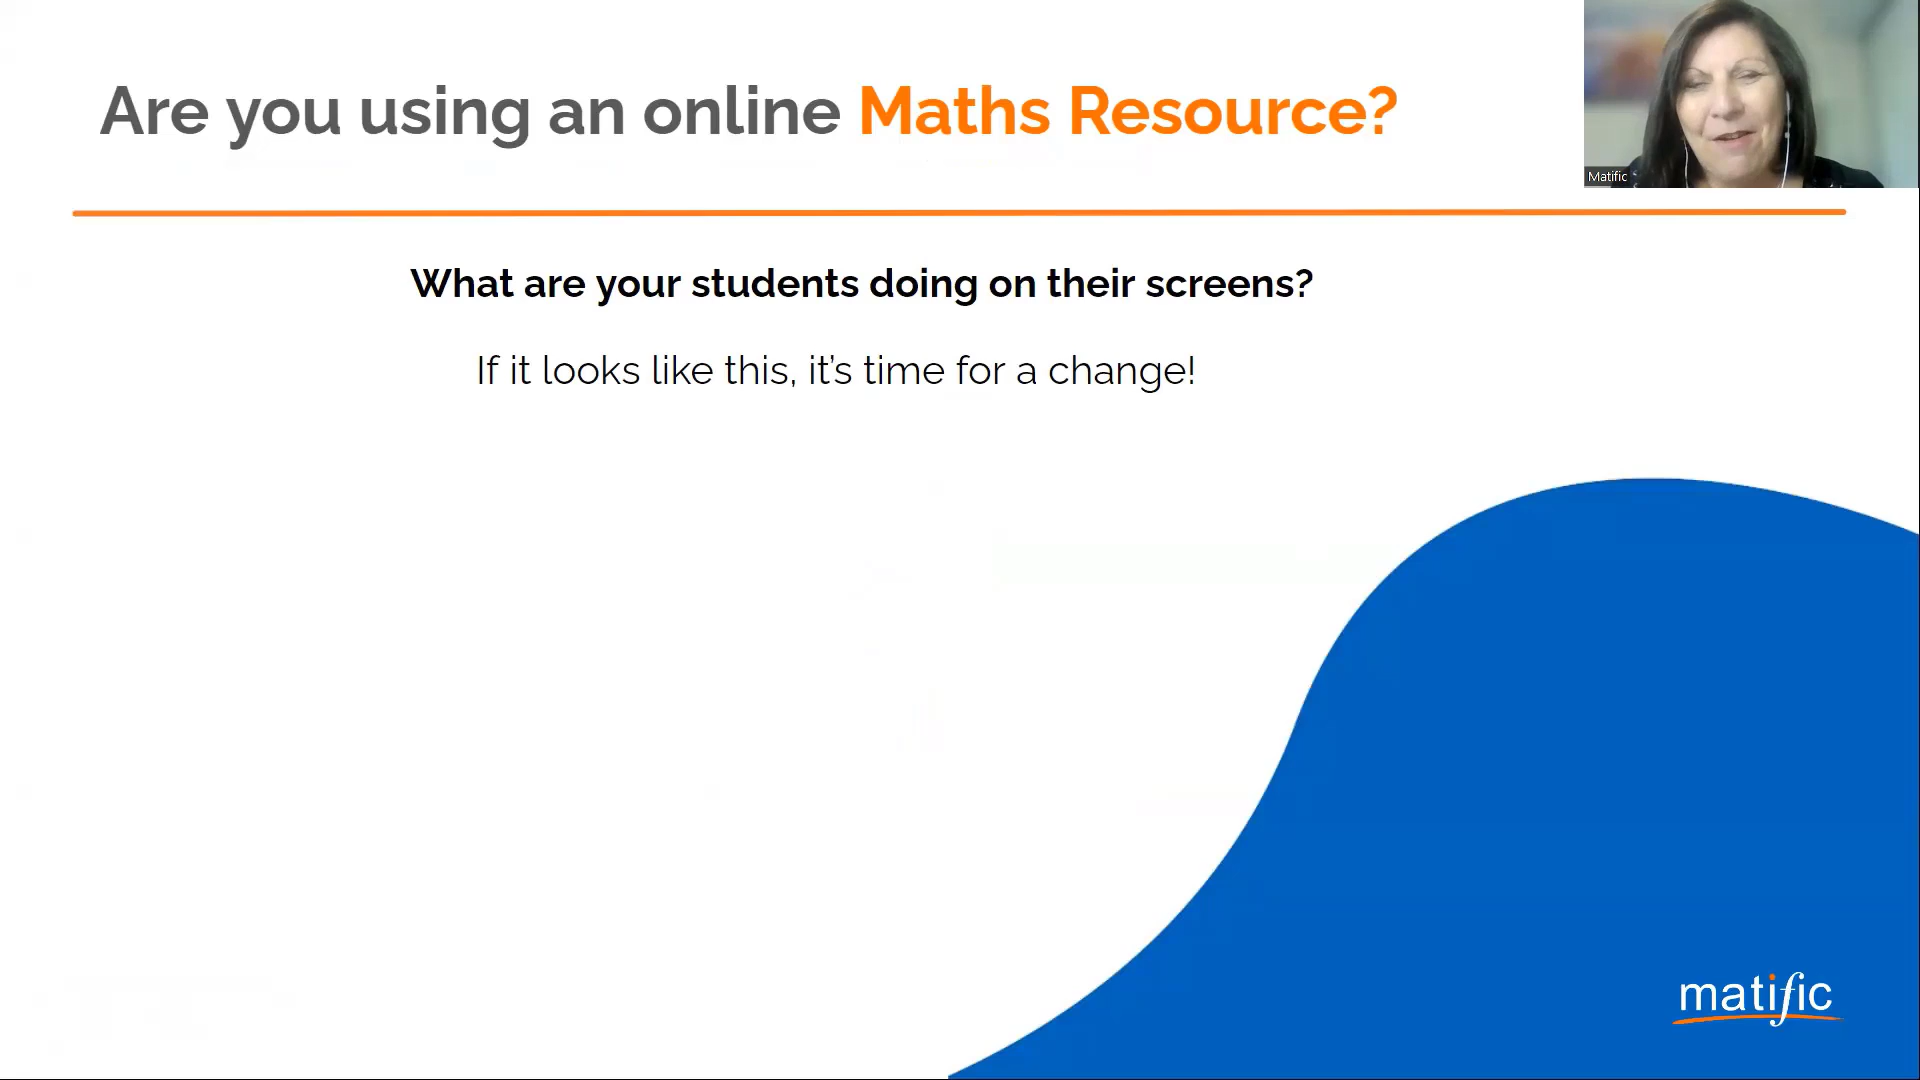 Are you using an online Maths Resource?
Matific
What are your students doing on their screens?
If it looks like this, it's time for a change!
matific